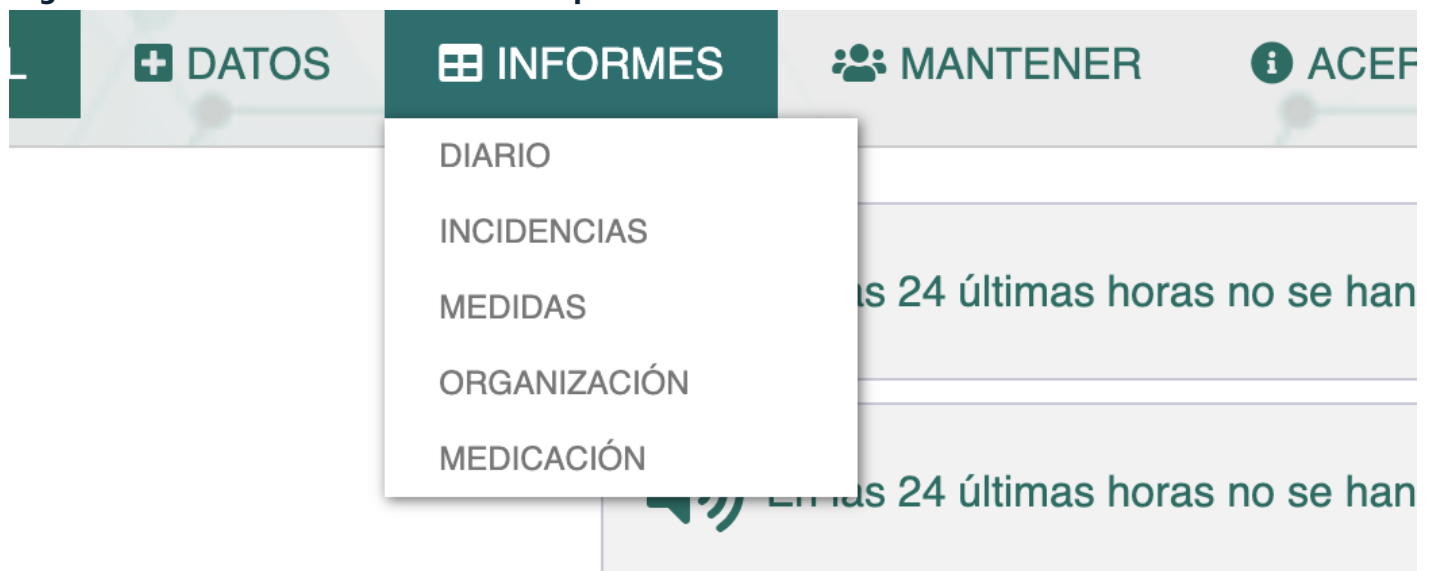 DATOS INFORMES MANTENER
DIARIO
INCIDENCIAS
MEDIDAS
ORGANIZACIÓN
MEDICACIÓN
24 últimas horas no se han
24 últimas horas no se han